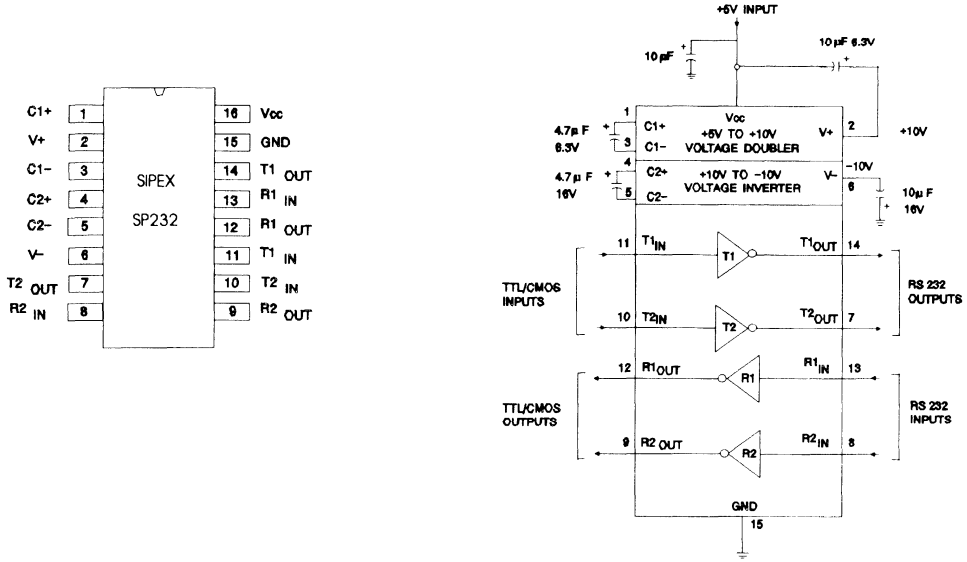 C1+ 1
V+ 2
C1− 3
C2+ 4
C2− 5
V− 6
T2 OUT 7
R2 IN 8
SIPEX
SP232
16 Vcc
15 GND
14 T1 OUT
13 R1 IN
12 R1 OUT
11 T1 IN
10 T2 IN
9 R2 OUT
+5V INPUT
+
10 µF
10 µF 6.3V
+
1
Vcc
C1+
+5V TO +10V
V+
2
+10V
4.7µ F
6.3V
+
3
C1−
VOLTAGE DOUBLER
4
C2+
+10V TO −10V
V−
−10V
4.7 µ F
16V
+
5
C2−
VOLTAGE INVERTER
6
10µ F
16V
+
TTL/CMOS
INPUTS
11 T1IN T1 T1OUT 14
10 T2IN T2 T2OUT 7
RS 232
OUTPUTS
TTL/CMOS
OUTPUTS
12 R1OUT R1 R1IN 13
9 R2 OUT R2 R2IN 8
RS 232
INPUTS
GND
15